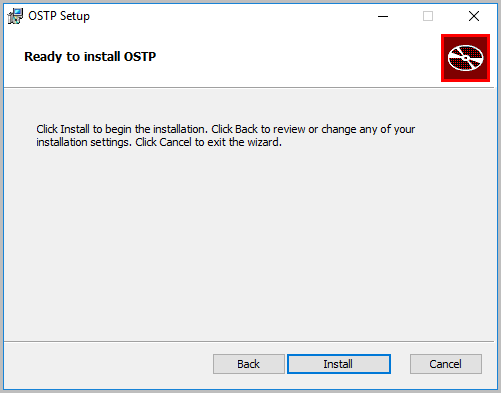 OSTP Setup
Ready to install OSTP
Click Install to begin the installation. Click Back to review or change any of your
installation settings. Click Cancel to exit the wizard.
Back
Install
Cancel